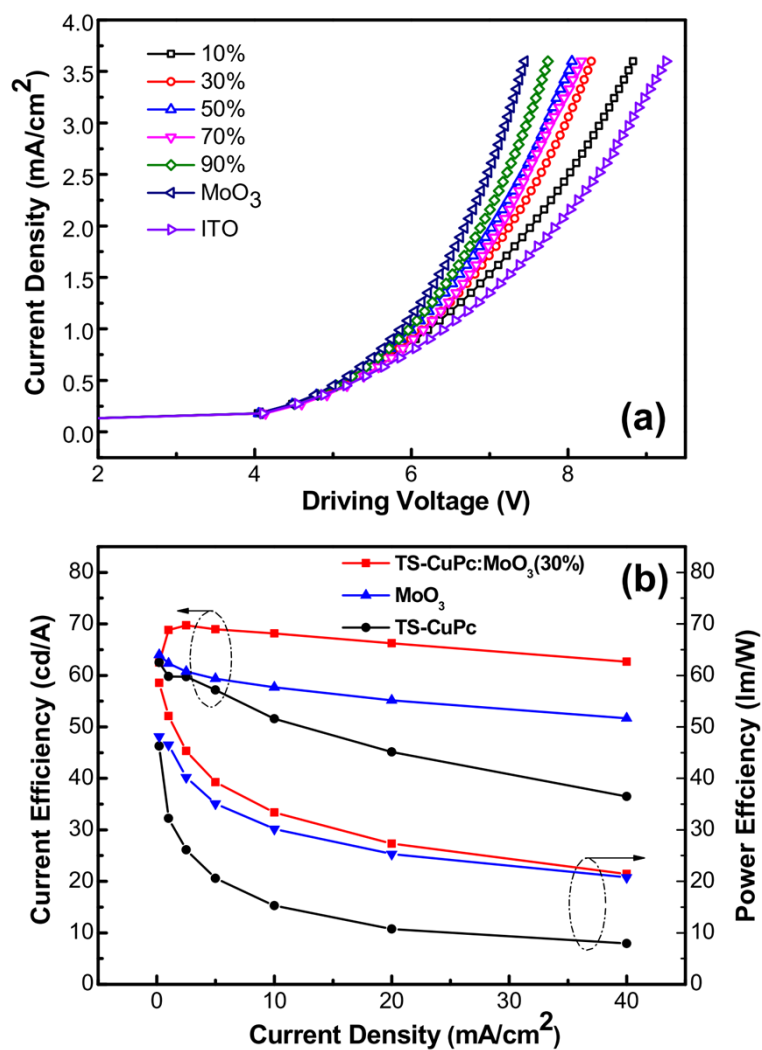 Current Density (mA/cm²)
4.0
3.5
3.0
2.5
2.0
1.5
1.0
0.5
0.0
10%
30%
50%
70%
90%
MoO₃
ITO
(a)
2 4 6 8
Driving Voltage (V)
Current Efficiency (cd/A)
80
70
60
50
40
30
20
10
0
TS-CuPc:MoO₃(30%)
MoO₃
TS-CuPc
(b)
80
70
60
50
40
30
20
10
0
Power Effciency (lm/W)
0 10 20 30 40
Current Density (mA/cm²)